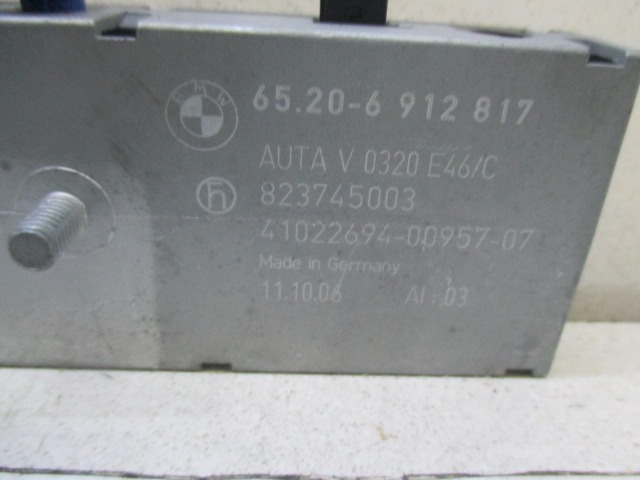 BMW
65.20-6 912 817
AUTA V 0320 E46/C
h
823745003
41022694-00957-07
Made in Germany
11.10.06 AI: 03